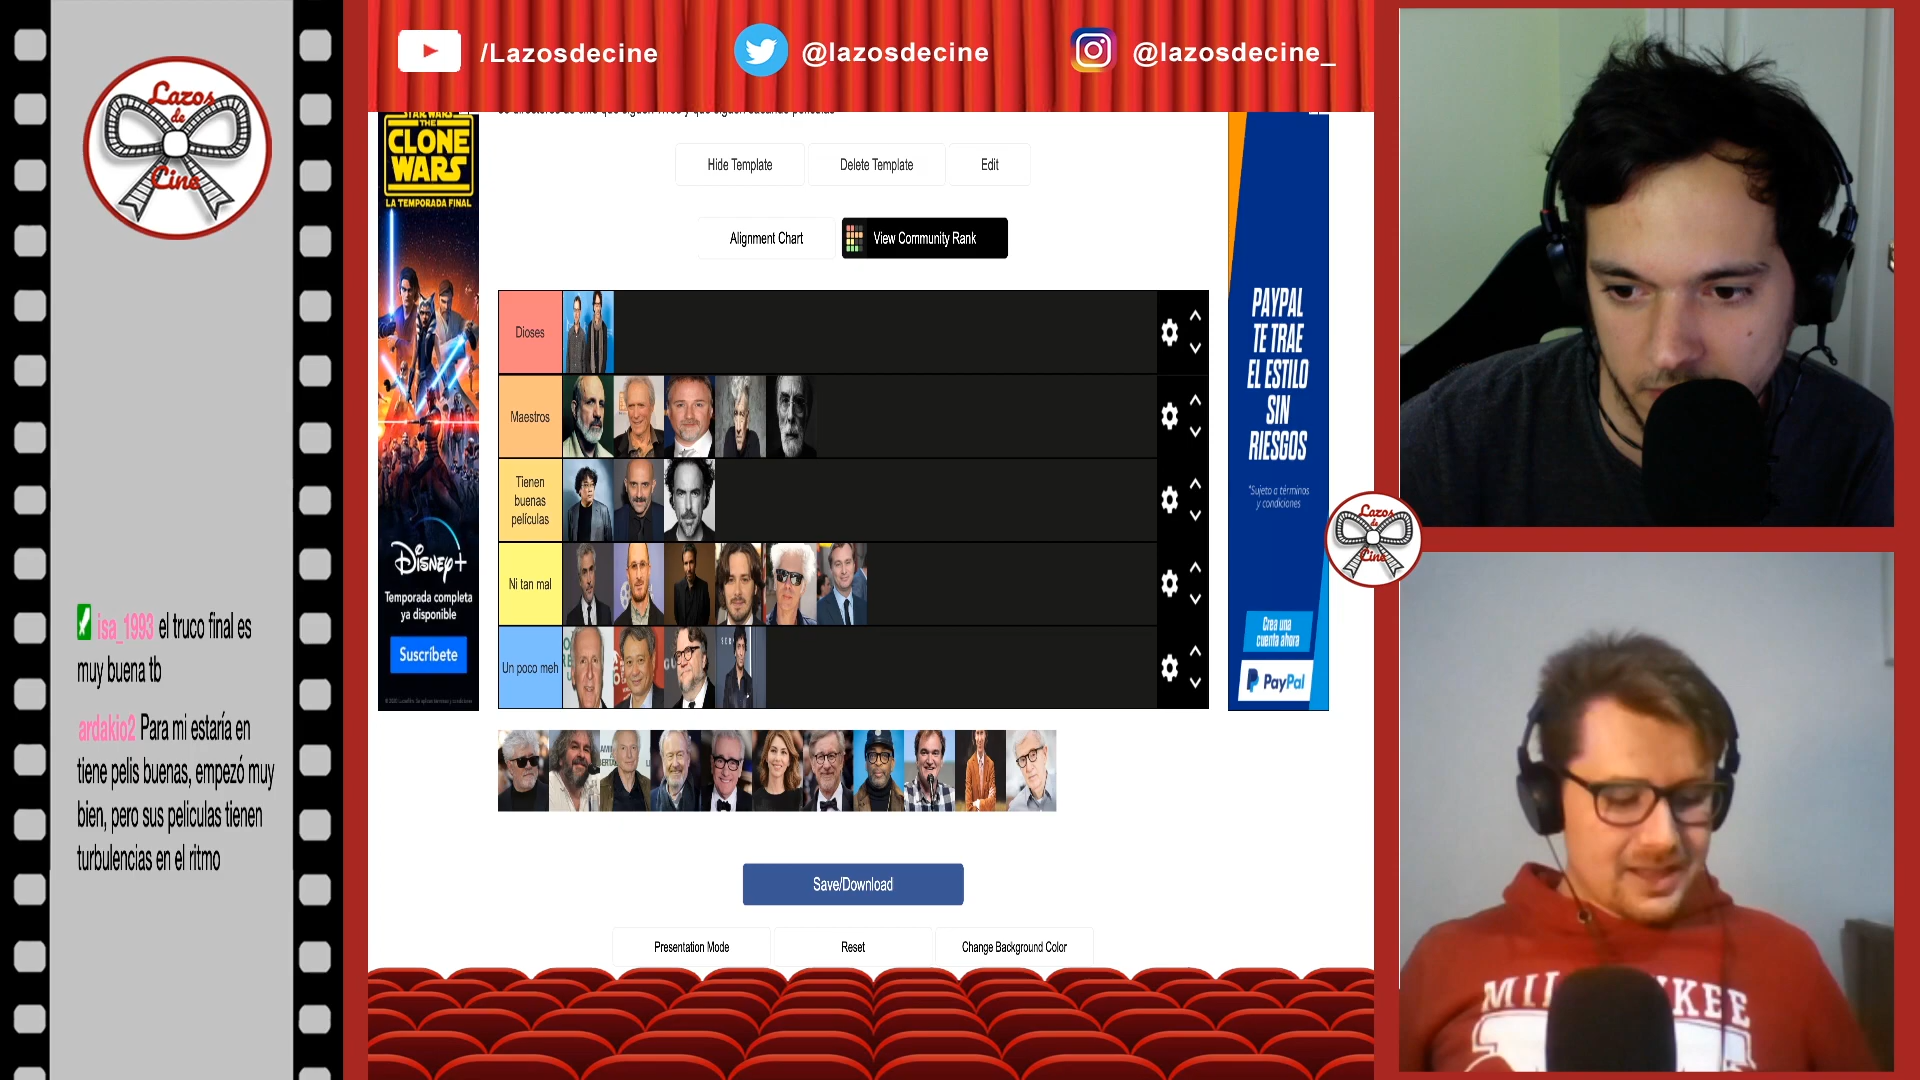 Lazos
de
Cine
/Lazosdecine
@lazosdecine
@lazosdecine_
STAR WARS
THE
CLONE
WARS
LA TEMPORADA FINAL
Disney+
Temporada completa
ya disponible
Suscríbete
Hide Template
Delete Template
Edit
Alignment Chart
View Community Rank
Dioses
Maestros
Tienen
buenas
películas
Ni tan mal
Un poco meh
Save/Download
Presentation Mode
Reset
Change Background Color
PAYPAL
TE TRAE
EL ESTILO
SIN
RIESGOS
*Sujeto a términos
y condiciones
Crea una
cuenta ahora
PayPal
Lazos
de
Cine
isa_1993 el truco final es
muy buena tb
ardakio2 Para mi estaría en
tiene pelis buenas, empezó muy
bien, pero sus peliculas tienen
turbulencias en el ritmo